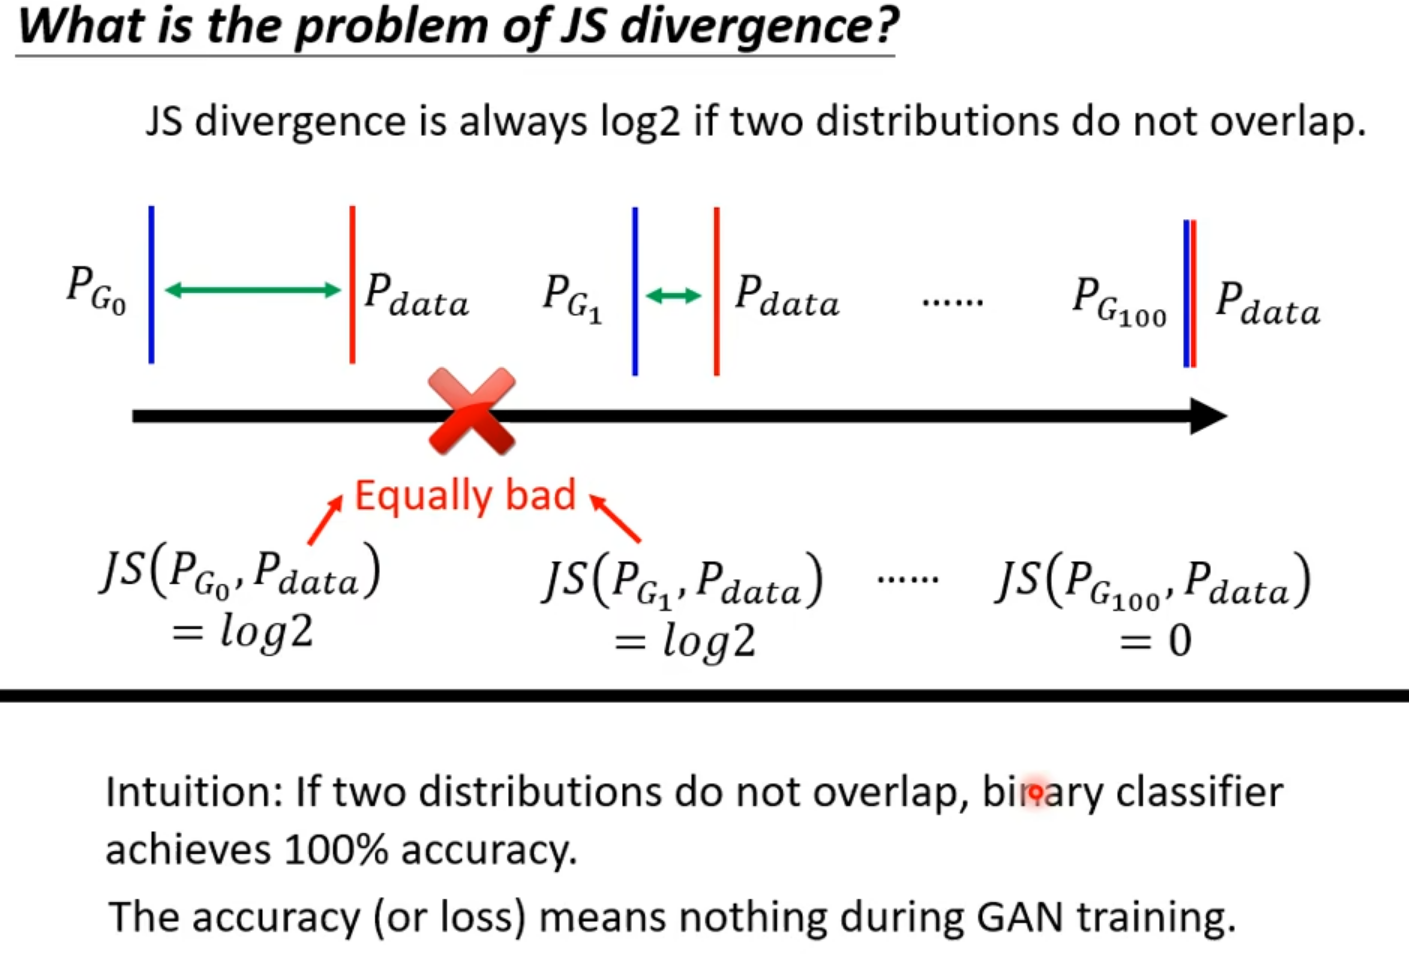 What is the problem of JS divergence?
JS divergence is always log2 if two distributions do not overlap.
P_{G_0} P_{data} P_{G_1} P_{data} …… P_{G_{100}} P_{data}
Equally bad
JS(P_{G_0}, P_{data}) JS(P_{G_1}, P_{data}) …… JS(P_{G_{100}}, P_{data})
= log2 = log2 = 0
Intuition: If two distributions do not overlap, binary classifier
achieves 100% accuracy.
The accuracy (or loss) means nothing during GAN training.